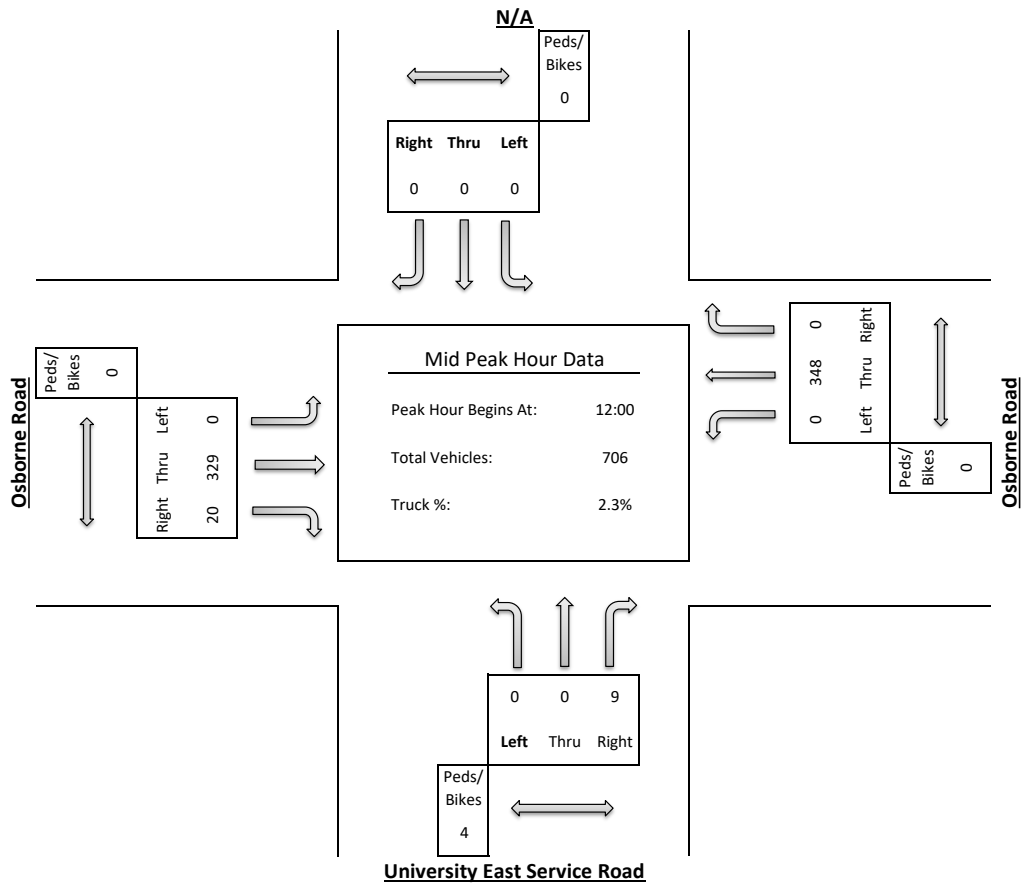 N/A
Peds/
Bikes
0
Right Thru Left
0 0 0
Osborne Road
Peds/
Bikes
0
Left 0
Thru 329
Right 20
Mid Peak Hour Data
Peak Hour Begins At: 12:00
Total Vehicles: 706
Truck %: 2.3%
0 Right
348 Thru
0 Left
Peds/
Bikes
0
Osborne Road
0 0 9
Left Thru Right
Peds/
Bikes
4
University East Service Road